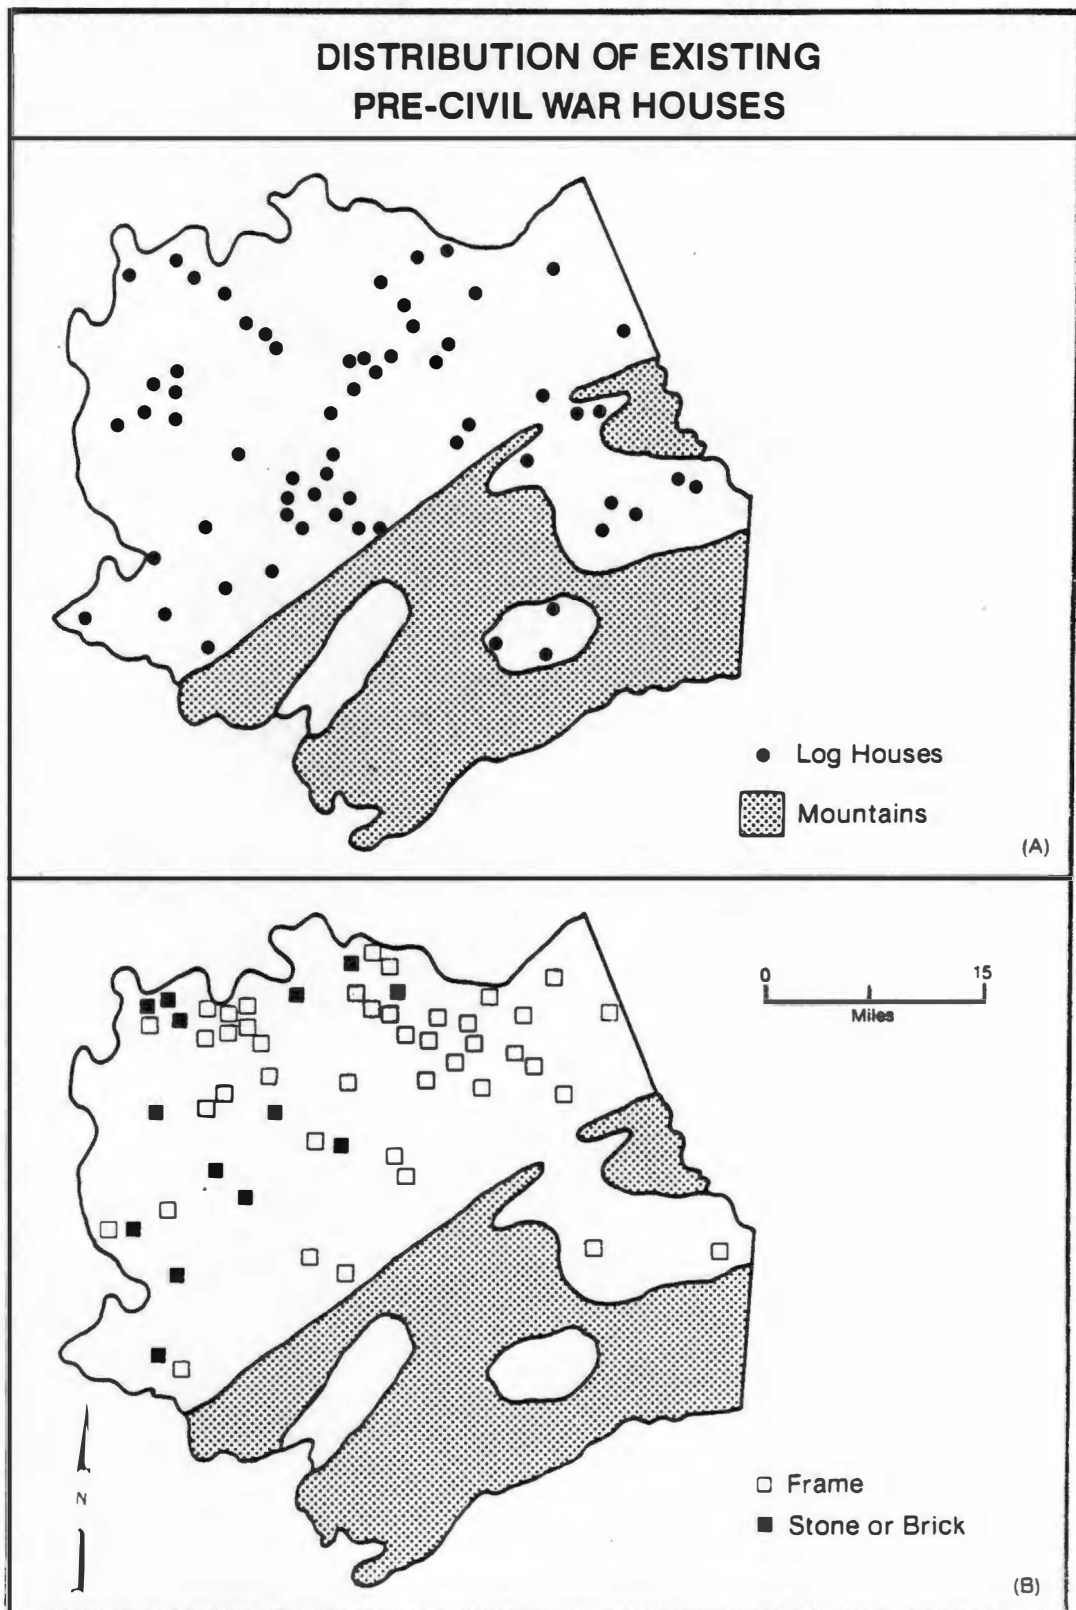 DISTRIBUTION OF EXISTING
PRE-CIVIL WAR HOUSES
Log Houses
Mountains
(A)
0 15
Miles
N
Frame
Stone or Brick
(B)